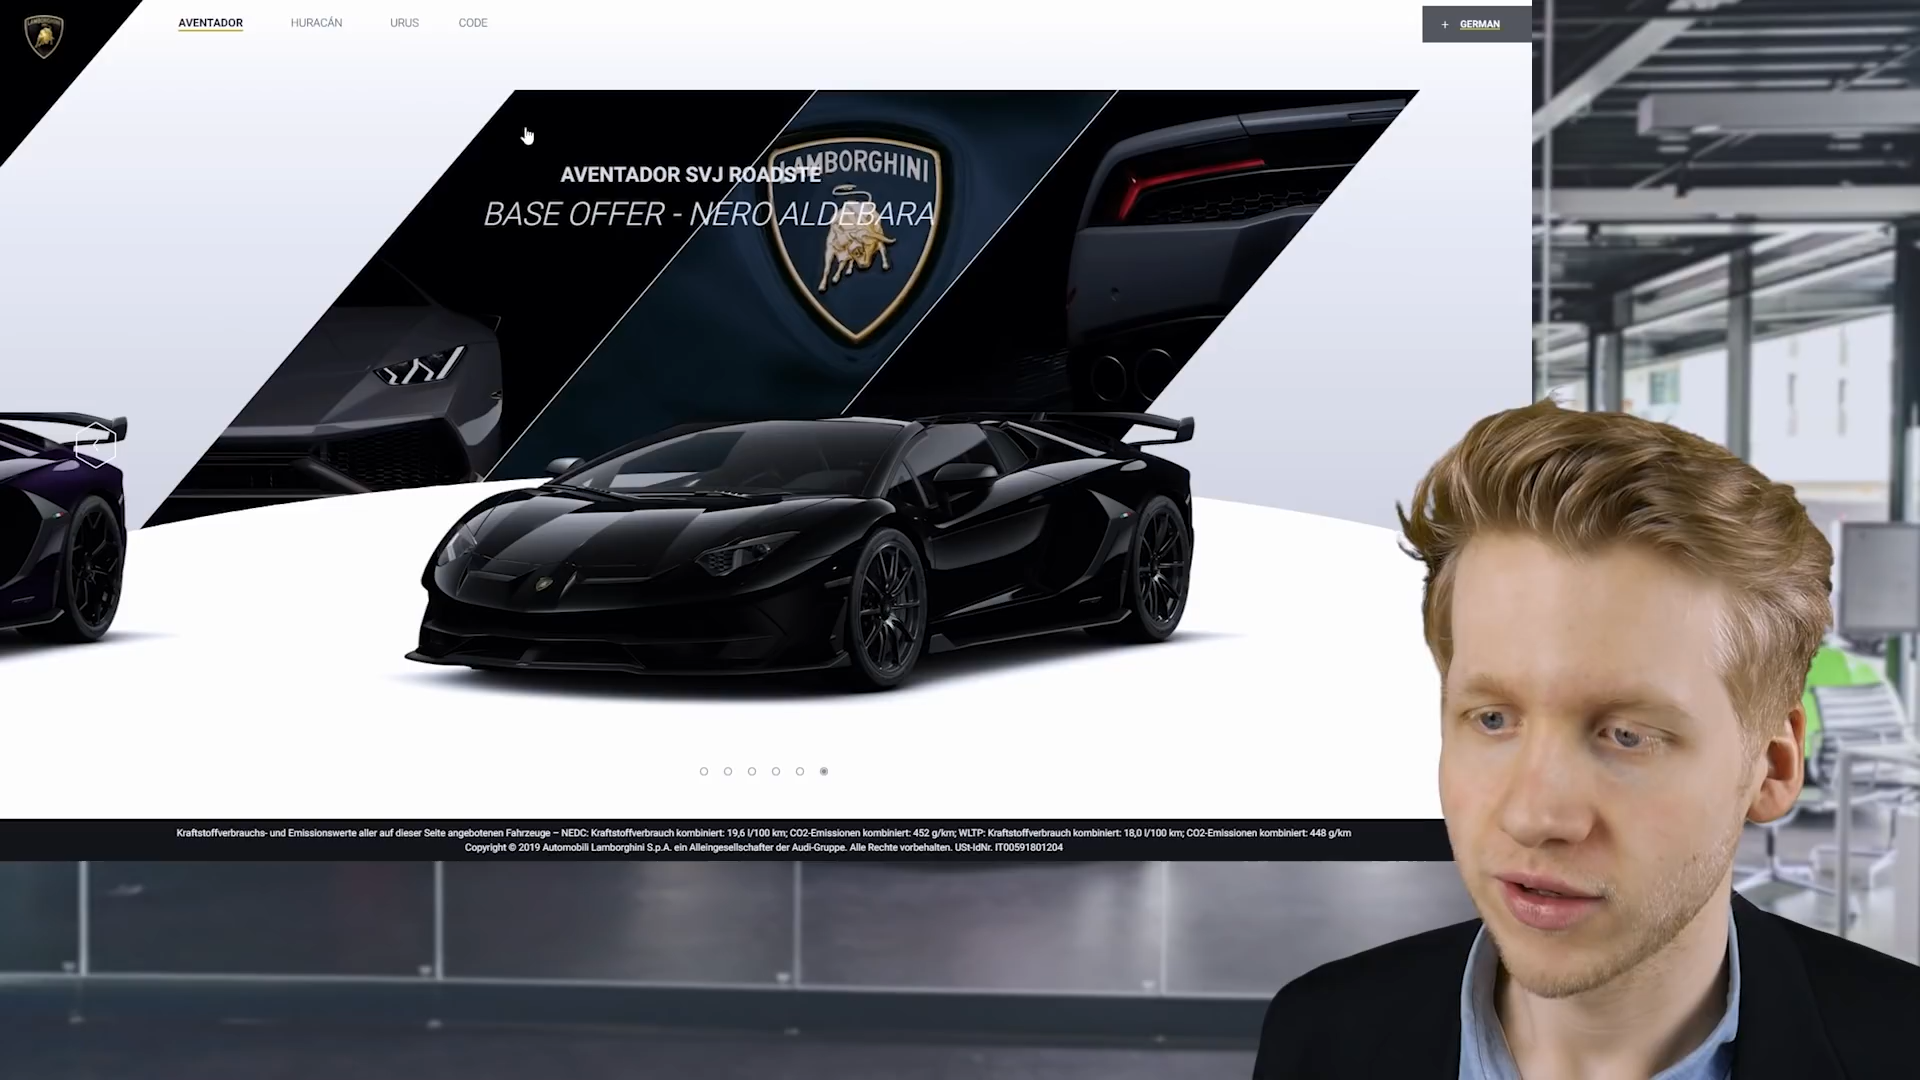 LAMBORGHINI
AVENTADOR
HURACÁN
URUS
CODE
+ GERMAN
LAMBORGHINI
AVENTADOR SVJ ROADSTE
BASE OFFER - NERO ALDEBARA
Kraftstoffverbrauchs- und Emissionswerte aller auf dieser Seite angebotenen Fahrzeuge – NEDC: Kraftstoffverbrauch kombiniert: 19,6 l/100 km; CO2-Emissionen kombiniert: 452 g/km; WLTP: Kraftstoffverbrauch kombiniert: 18,0 l/100 km; CO2-Emissionen kombiniert: 448 g/km
Copyright © 2019 Automobili Lamborghini S.p.A. ein Alleingesellschafter der Audi-Gruppe. Alle Rechte vorbehalten. USt-IdNr. IT00591801204